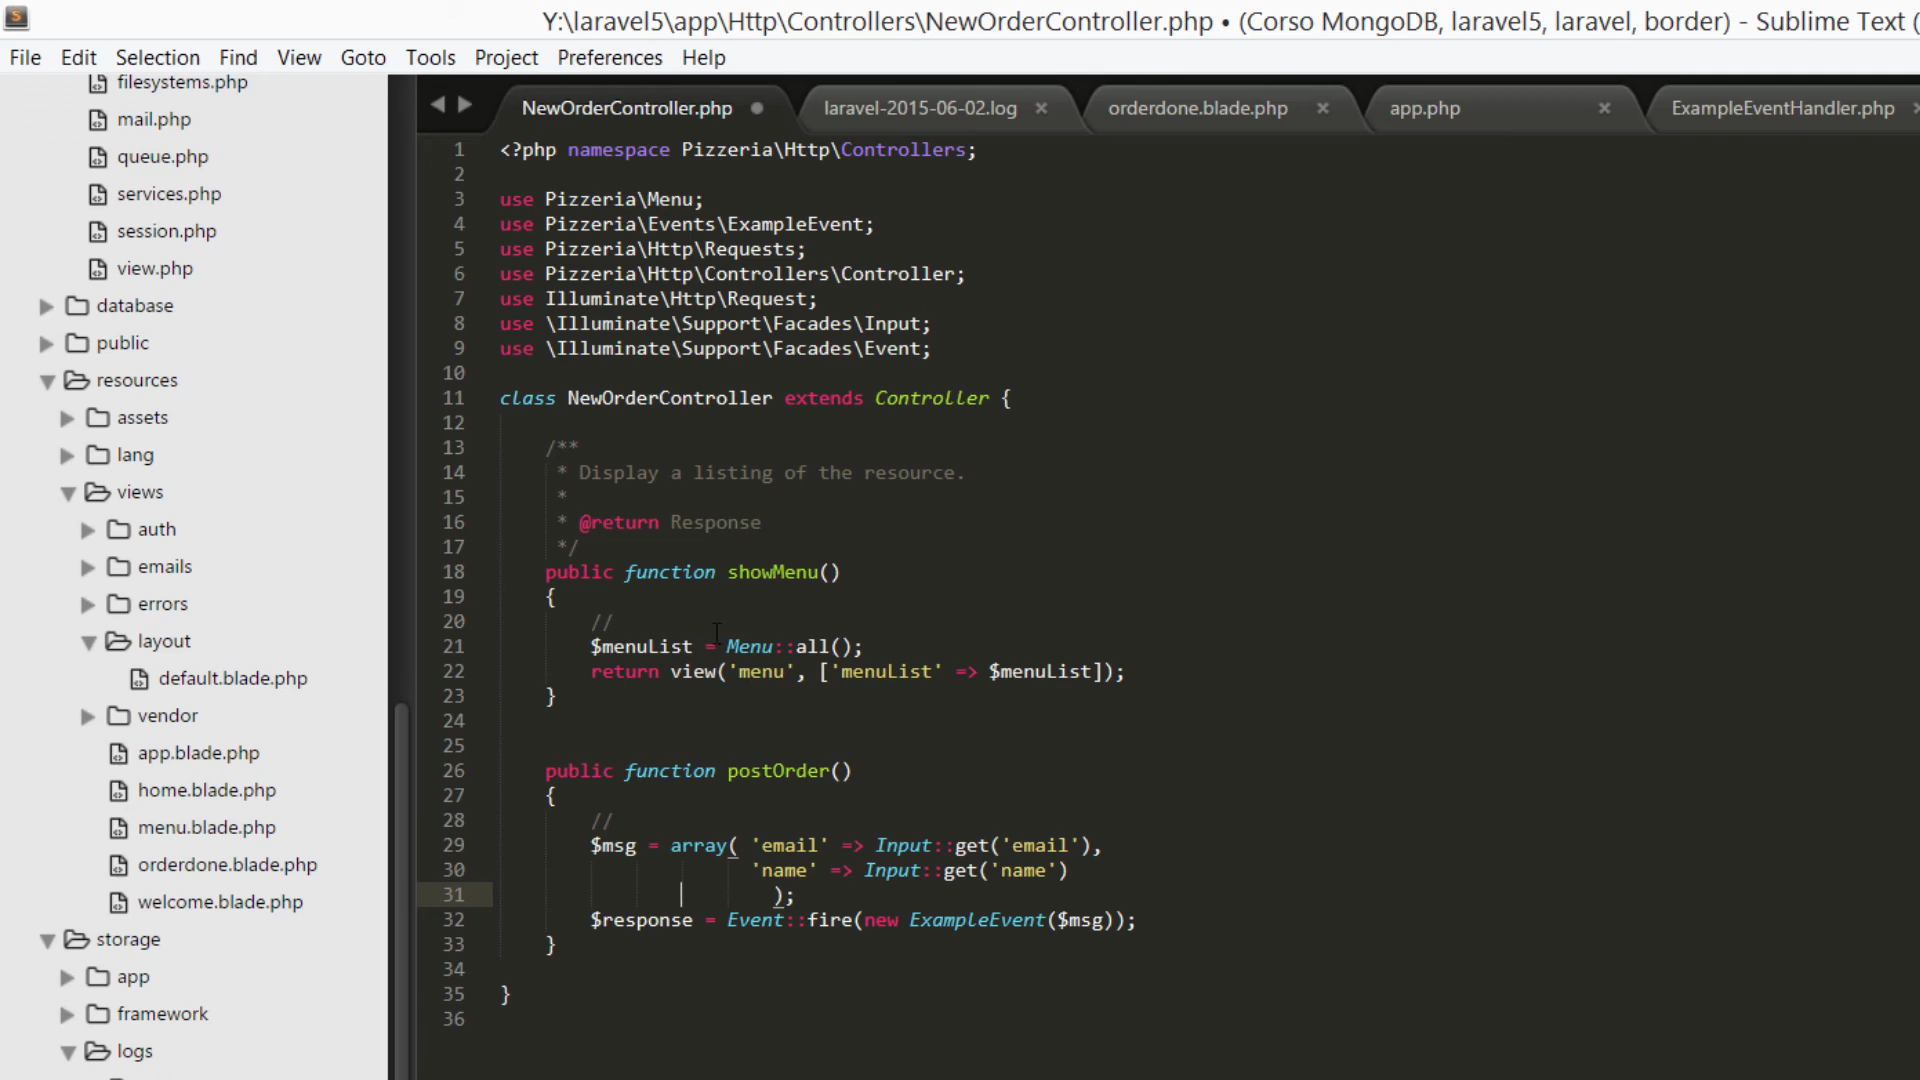 Y:\laravel5\app\Http\Controllers\NewOrderController.php • (Corso MongoDB, laravel5, laravel, border) - Sublime Text (
File Edit Selection Find View Goto Tools Project Preferences Help
filesystems.php
mail.php
queue.php
services.php
session.php
view.php
database
public
resources
assets
lang
views
auth
emails
errors
layout
default.blade.php
vendor
app.blade.php
home.blade.php
menu.blade.php
orderdone.blade.php
welcome.blade.php
storage
app
framework
logs
NewOrderController.php laravel-2015-06-02.log orderdone.blade.php app.php ExampleEventHandler.php
1 <?php namespace Pizzeria\Http\Controllers;
2
3 use Pizzeria\Menu;
4 use Pizzeria\Events\ExampleEvent;
5 use Pizzeria\Http\Requests;
6 use Pizzeria\Http\Controllers\Controller;
7 use Illuminate\Http\Request;
8 use \Illuminate\Support\Facades\Input;
9 use \Illuminate\Support\Facades\Event;
10
11 class NewOrderController extends Controller {
12
13 /**
14 * Display a listing of the resource.
15 *
16 * @return Response
17 */
18 public function showMenu()
19 {
20 //
21 $menuList = Menu::all();
22 return view('menu', ['menuList' => $menuList]);
23 }
24
25
26 public function postOrder()
27 {
28 //
29 $msg = array( 'email' => Input::get('email'),
30 'name' => Input::get('name')
31 );
32 $response = Event::fire(new ExampleEvent($msg));
33 }
34
35 }
36